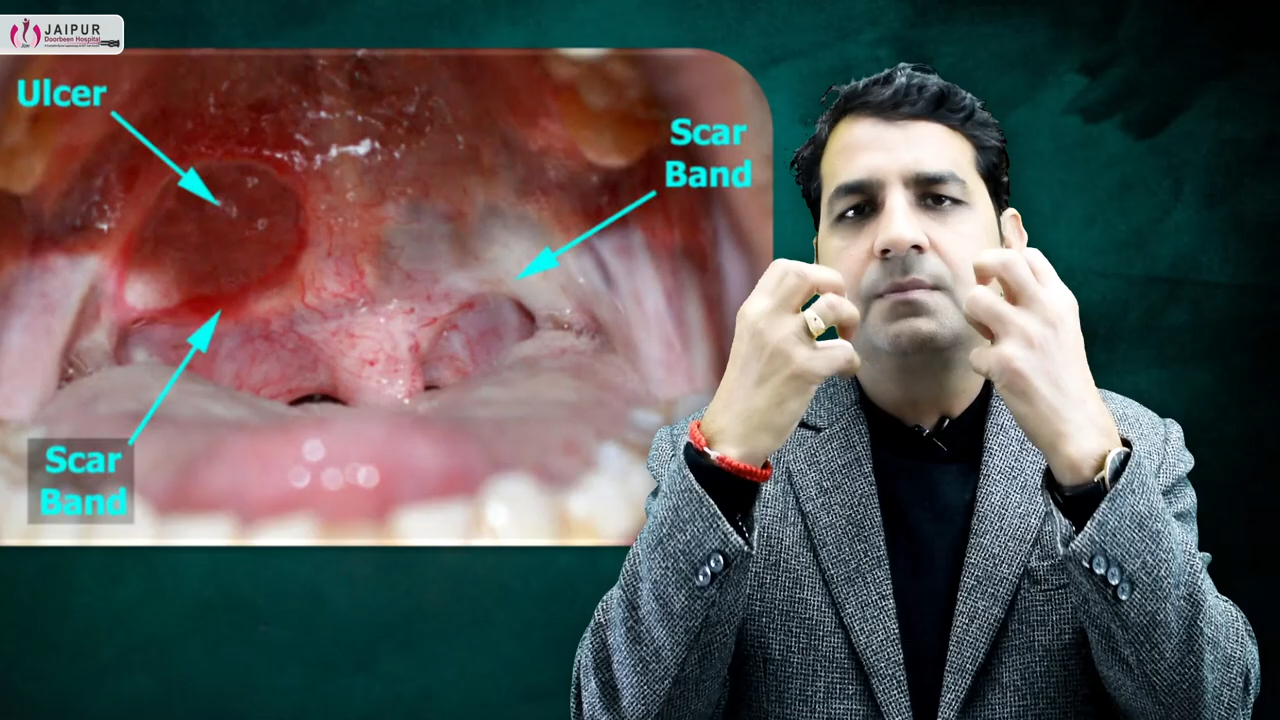 JAIPUR
Doorbeen Hospital
Ulcer
Scar
Band
Scar
Band